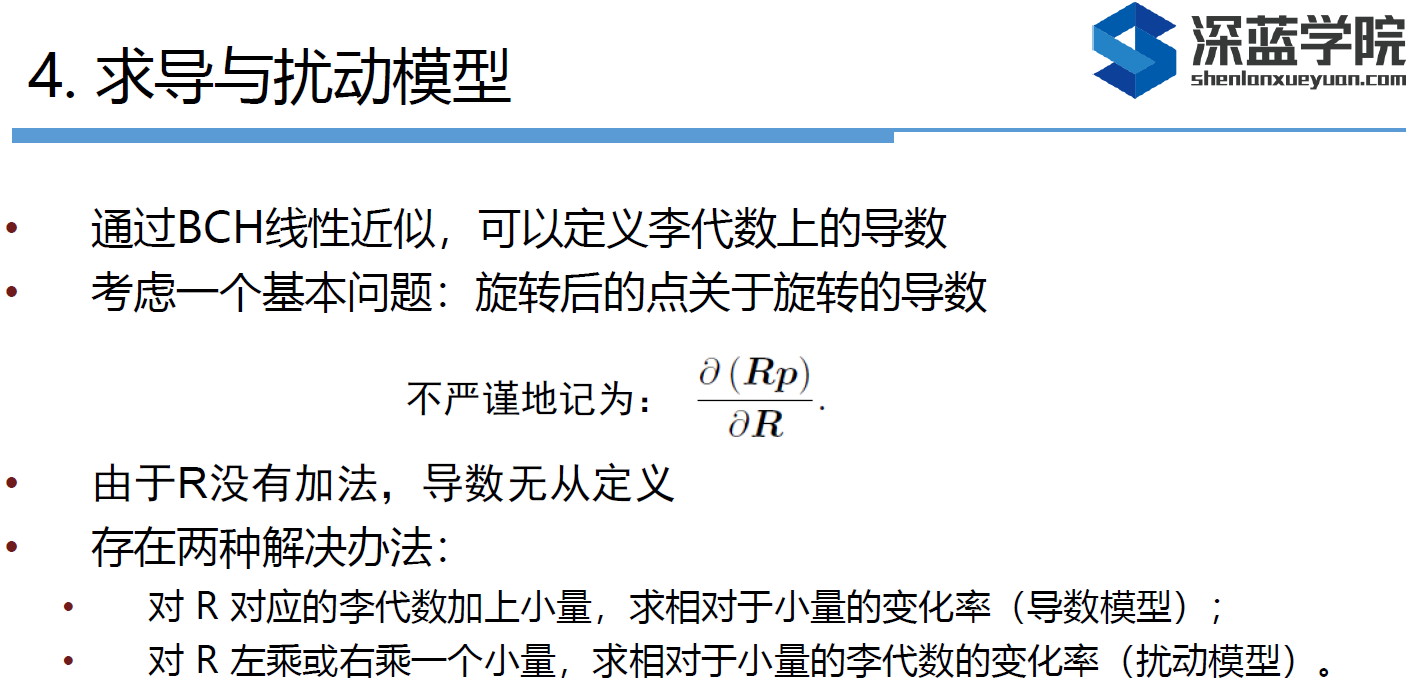 4. 求导与扰动模型
深蓝学院
shenlanxueyuan.com
• 通过BCH线性近似，可以定义李代数上的导数
• 考虑一个基本问题：旋转后的点关于旋转的导数
不严谨地记为： ∂(Rp)/∂R.
• 由于R没有加法，导数无从定义
• 存在两种解决办法：
• 对 R 对应的李代数加上小量，求相对于小量的变化率（导数模型）；
• 对 R 左乘或右乘一个小量，求相对于小量的李代数的变化率（扰动模型）。